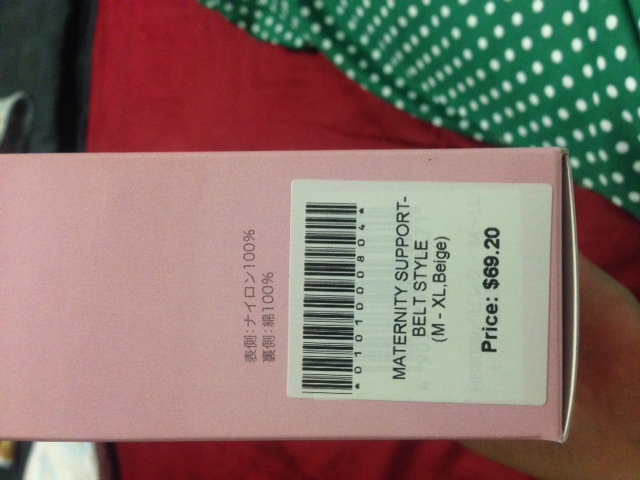 表側:ナイロン100%
裏側:綿100%
*0101000804*
MATERNITY SUPPORT-
BELT STYLE
(M - XL,Beige)
Price: $69.20